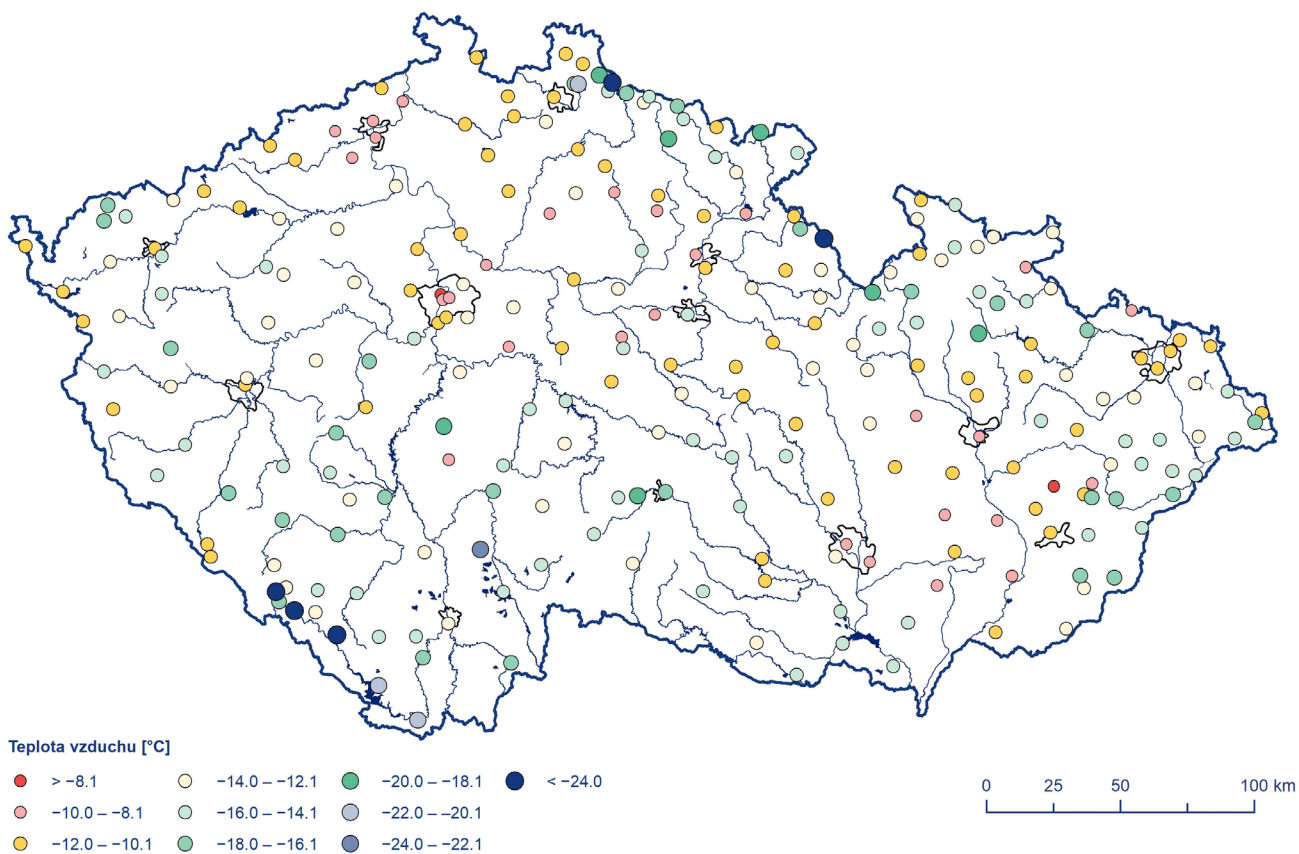 Teplota vzduchu [°C]
> −8.1
−10.0 – −8.1
−12.0 – −10.1
−14.0 – −12.1
−16.0 – −14.1
−18.0 – −16.1
−20.0 – −18.1
−22.0 – –20.1
−24.0 – −22.1
< −24.0
0 25 50 100 km